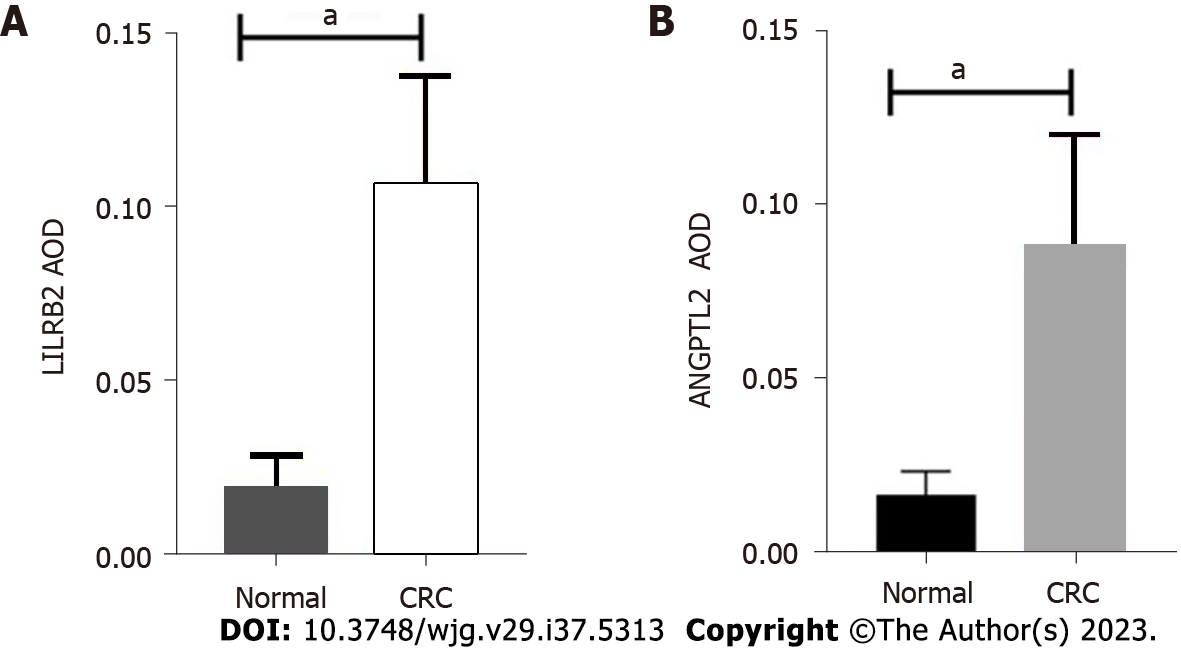 A
a
0.15
0.10
0.05
0.00
LILRB2 AOD
Normal CRC
B
a
0.15
0.10
0.05
0.00
ANGPTL2 AOD
Normal CRC
DOI: 10.3748/wjg.v29.i37.5313 Copyright ©The Author(s) 2023.